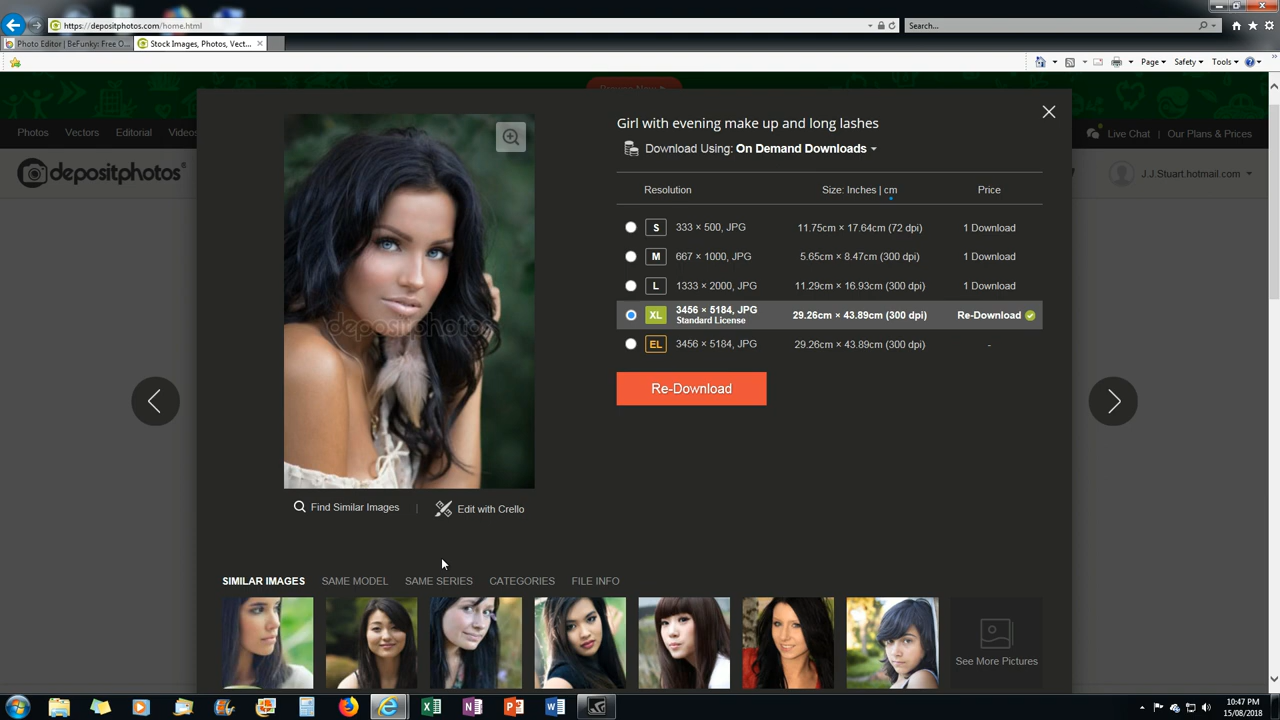 https://depositphotos.com/home.html
Search...
Photo Editor | BeFunky: Free O...
Stock Images, Photos, Vect...
Page
Safety
Tools
Photos
Vectors
Editorial
Videos
Live Chat
Our Plans & Prices
depositphotos
J.J.Stuart.hotmail.com
Girl with evening make up and long lashes
Download Using: On Demand Downloads
Resolution
Size: Inches | cm
Price
S 333 × 500, JPG 11.75cm × 17.64cm (72 dpi) 1 Download
M 667 × 1000, JPG 5.65cm × 8.47cm (300 dpi) 1 Download
L 1333 × 2000, JPG 11.29cm × 16.93cm (300 dpi) 1 Download
XL 3456 × 5184, JPG 29.26cm × 43.89cm (300 dpi) Re-Download
Standard License
EL 3456 × 5184, JPG 29.26cm × 43.89cm (300 dpi) -
Re-Download
depositphotos
Find Similar Images | Edit with Crello
SIMILAR IMAGES
SAME MODEL
SAME SERIES
CATEGORIES
FILE INFO
See More Pictures
10:47 PM
15/08/2018